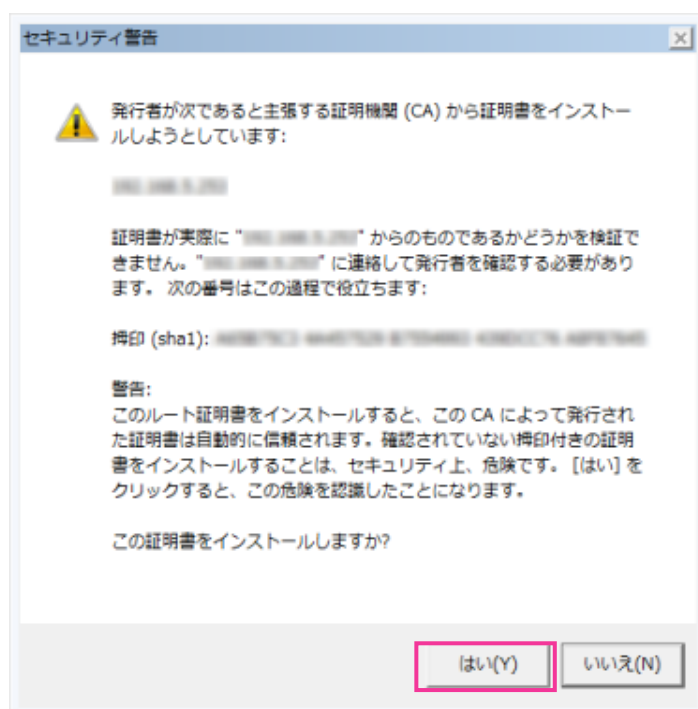 セキュリティ警告
発行者が次であると主張する証明機関 (CA) から証明書をインストー
ルしようとしています:
証明書が実際に "" からのものであるかどうかを検証で
きません。"" に連絡して発行者を確認する必要があり
ます。 次の番号はこの過程で役立ちます:
拇印 (sha1):
警告:
このルート証明書をインストールすると、この CA によって発行され
た証明書は自動的に信頼されます。確認されていない拇印付きの証明
書をインストールすることは、セキュリティ上、危険です。 [はい] を
クリックすると、この危険を認識したことになります。
この証明書をインストールしますか?
はい(Y)
いいえ(N)